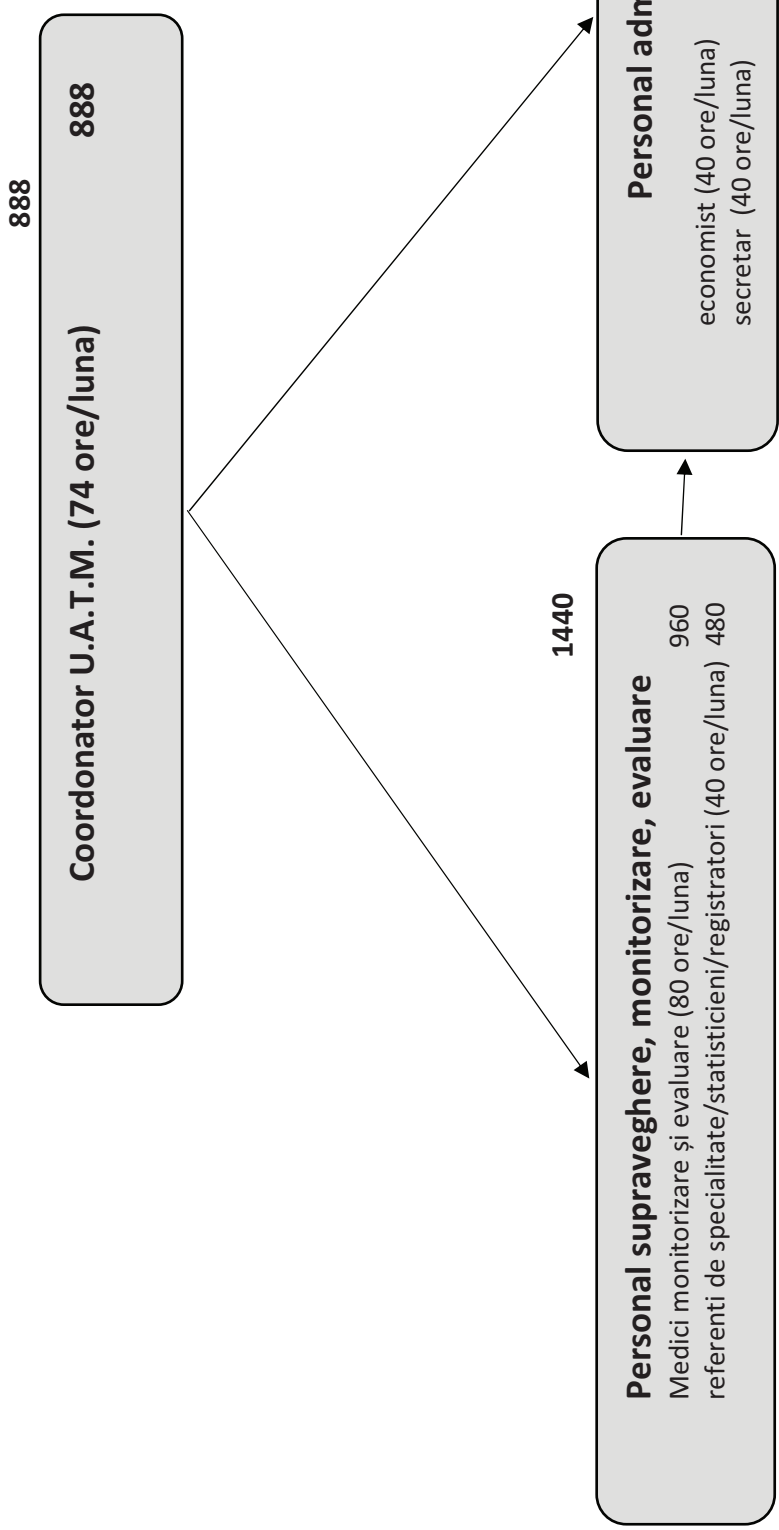 888
Coordonator U.A.T.M. (74 ore/luna) 888
1440
Personal supraveghere, monitorizare, evaluare
Medici monitorizare și evaluare (80 ore/luna) 960
referenti de specialitate/statisticieni/registratori (40 ore/luna) 480
Personal adm
economist (40 ore/luna)
secretar (40 ore/luna)